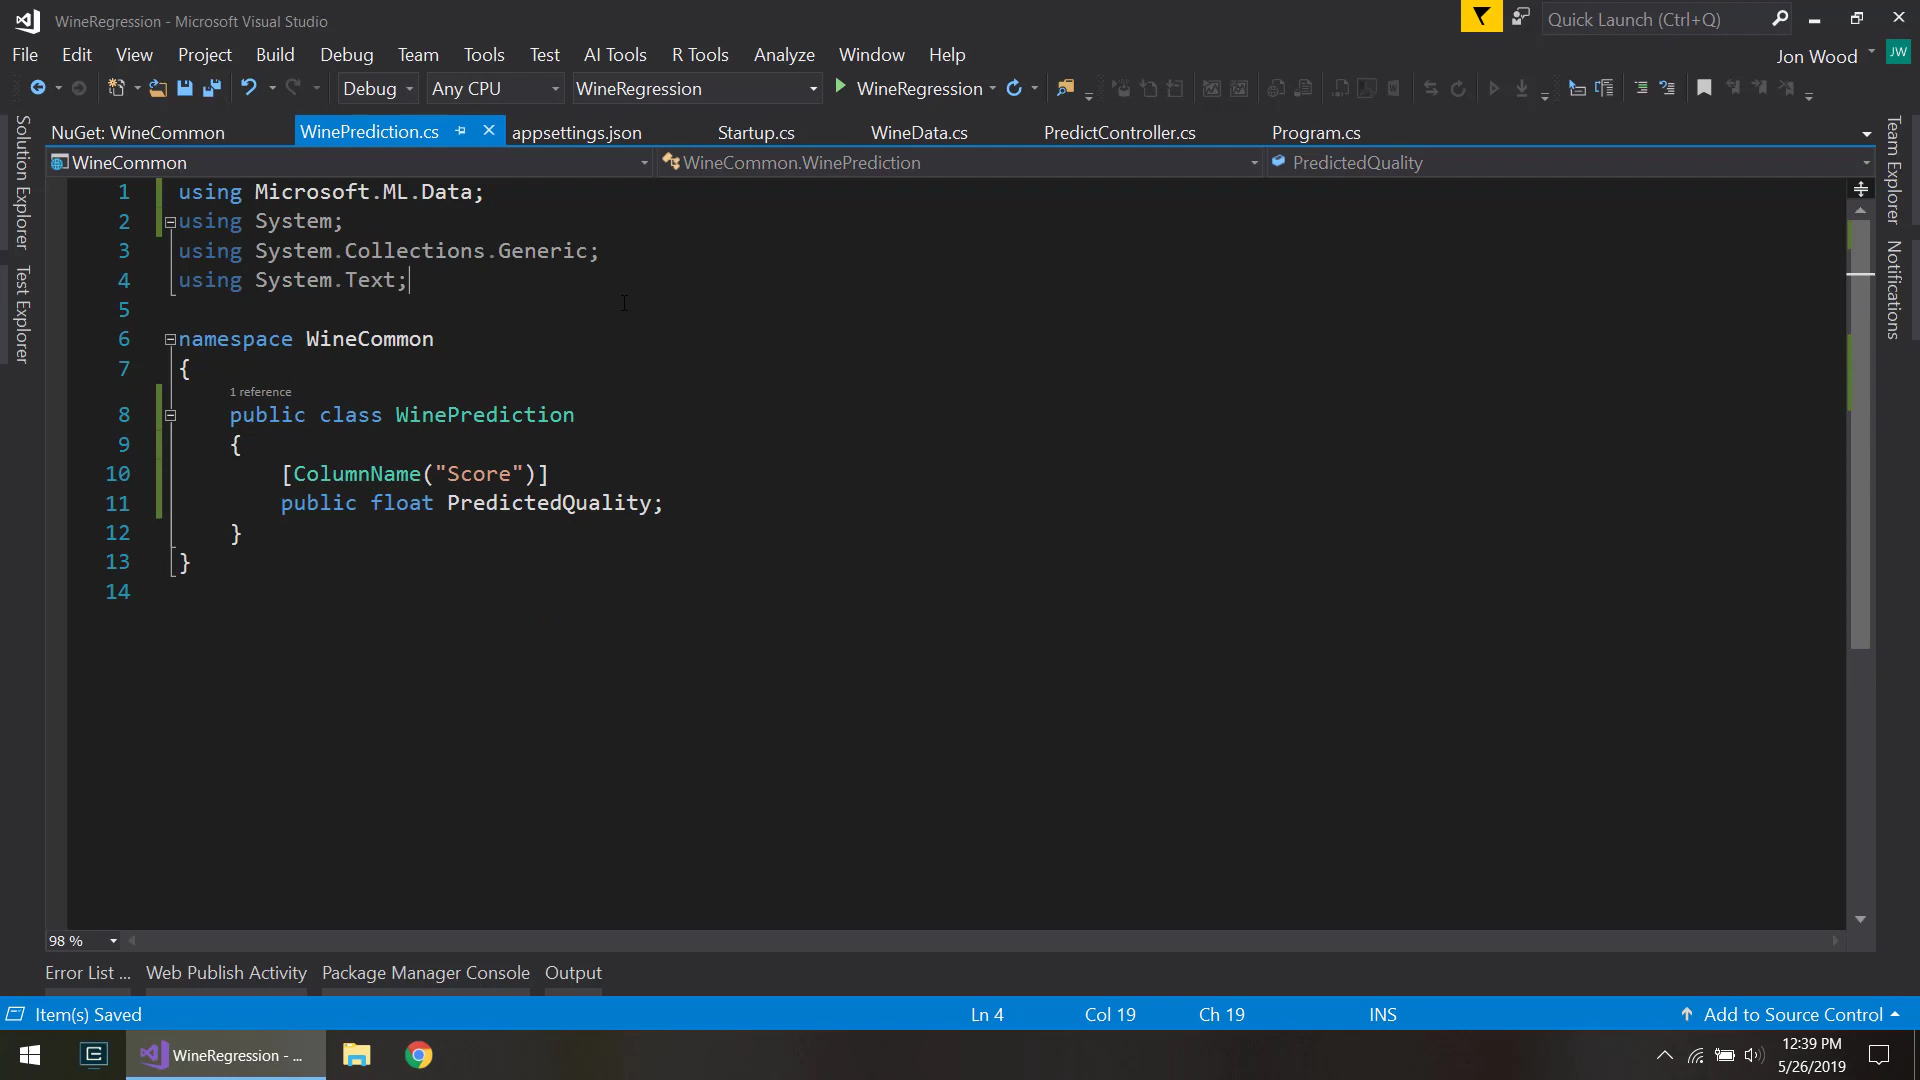 WineRegression - Microsoft Visual Studio
Quick Launch (Ctrl+Q)
File Edit View Project Build Debug Team Tools Test AI Tools R Tools Analyze Window Help
Jon Wood JW
Debug Any CPU WineRegression WineRegression
NuGet: WineCommon WinePrediction.cs appsettings.json Startup.cs WineData.cs PredictController.cs Program.cs
WineCommon WineCommon.WinePrediction PredictedQuality
Solution Explorer
Test Explorer
Team Explorer
Notifications
1 using Microsoft.ML.Data;
2 using System;
3 using System.Collections.Generic;
4 using System.Text;
5
6 namespace WineCommon
7 {
1 reference
8 public class WinePrediction
9 {
10 [ColumnName("Score")]
11 public float PredictedQuality;
12 }
13 }
14
98 %
Error List ... Web Publish Activity Package Manager Console Output
Item(s) Saved Ln 4 Col 19 Ch 19 INS Add to Source Control
WineRegression - ...
12:39 PM
5/26/2019